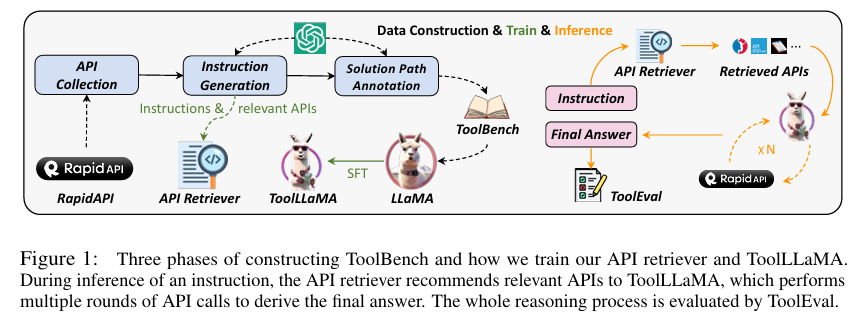 Data Construction & Train & Inference
API
Collection
Instruction
Generation
Solution Path
Annotation
Instructions & relevant APIs
ToolBench
RapidAPI
RapidAPI
API Retriever
ToolLLaMA
SFT
LLaMA
API Retriever
Retrieved APIs
...
Instruction
Final Answer
x N
RapidAPI
ToolEval
Figure 1: Three phases of constructing ToolBench and how we train our API retriever and ToolLLaMA.
During inference of an instruction, the API retriever recommends relevant APIs to ToolLLaMA, which performs
multiple rounds of API calls to derive the final answer. The whole reasoning process is evaluated by ToolEval.